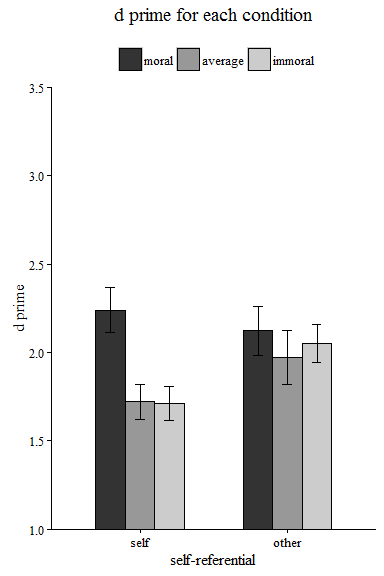 d prime for each condition
moral average immoral
3.5
3.0
2.5
2.0
1.5
1.0
d prime
self other
self-referential